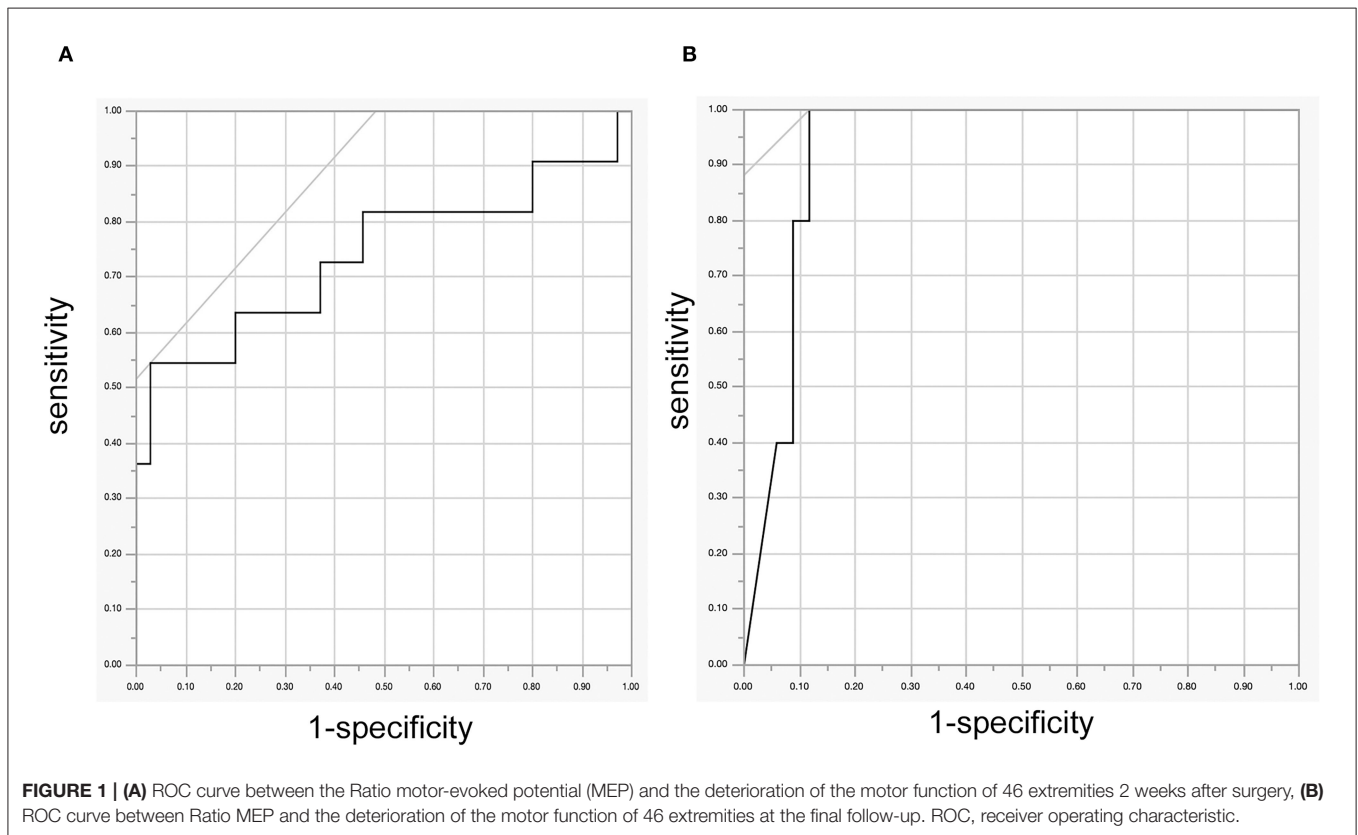 A
1.00
0.90
0.80
0.70
0.60
0.50
0.40
0.30
0.20
0.10
0.00
sensitivity
0.00 0.10 0.20 0.30 0.40 0.50 0.60 0.70 0.80 0.90 1.00
1-specificity
B
1.00
0.90
0.80
0.70
0.60
0.50
0.40
0.30
0.20
0.10
0.00
sensitivity
0.00 0.10 0.20 0.30 0.40 0.50 0.60 0.70 0.80 0.90 1.00
1-specificity
FIGURE 1 | (A) ROC curve between the Ratio motor-evoked potential (MEP) and the deterioration of the motor function of 46 extremities 2 weeks after surgery, (B)
ROC curve between Ratio MEP and the deterioration of the motor function of 46 extremities at the final follow-up. ROC, receiver operating characteristic.